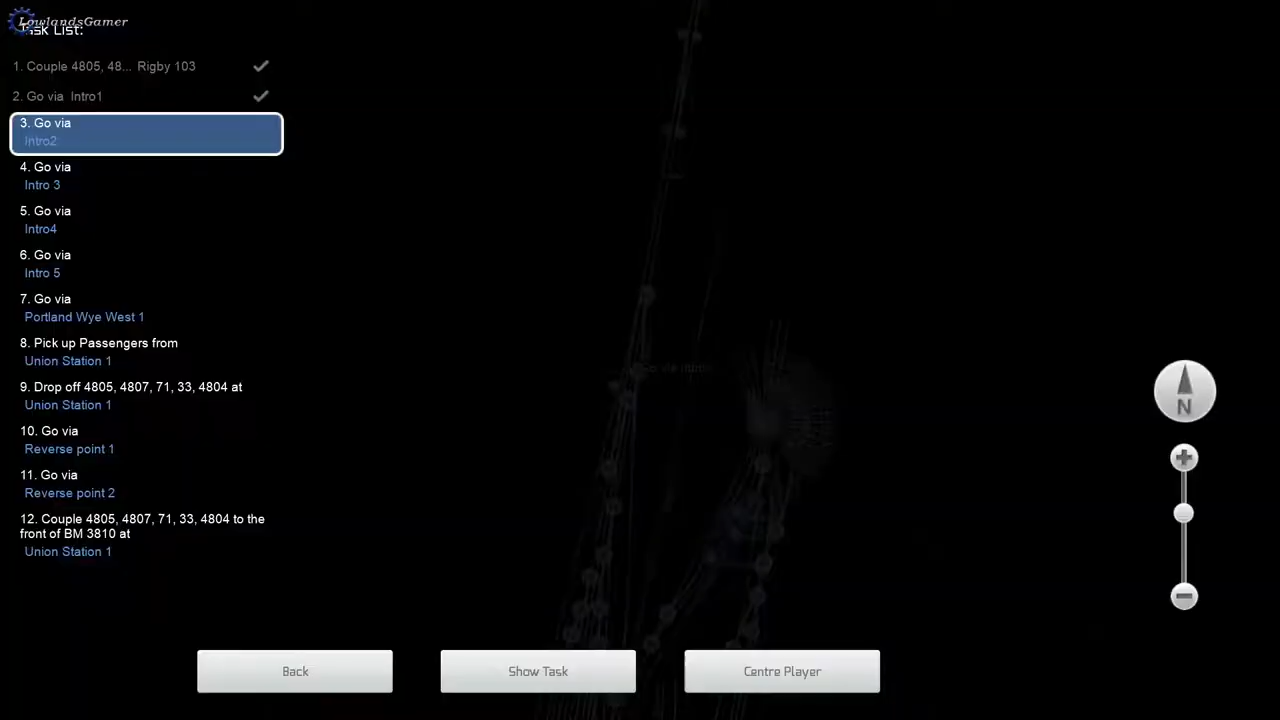 LowlandsGamer
Task List:
1. Couple 4805, 48... Rigby 103
2. Go via Intro1
3. Go via
Intro2
4. Go via
Intro 3
5. Go via
Intro4
6. Go via
Intro 5
7. Go via
Portland Wye West 1
8. Pick up Passengers from
Union Station 1
9. Drop off 4805, 4807, 71, 33, 4804 at
Union Station 1
10. Go via
Reverse point 1
11. Go via
Reverse point 2
12. Couple 4805, 4807, 71, 33, 4804 to the
front of BM 3810 at
Union Station 1
N
Back
Show Task
Centre Player